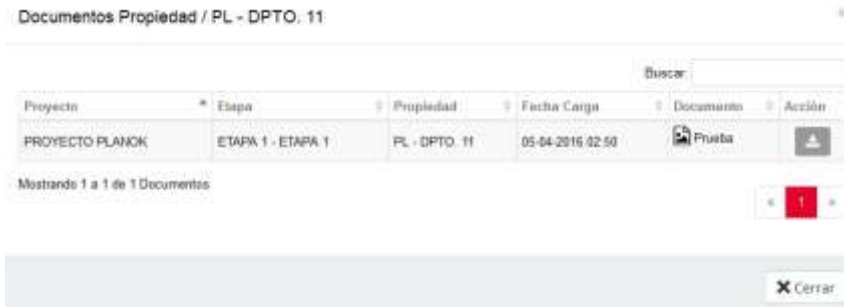 Documentos Propiedad / PL - DPTO. 11
Buscar:
Proyecto Etapa Propiedad Fecha Carga Documento Acción
PROYECTO PLANOK ETAPA 1 - ETAPA 1 PL - DPTO. 11 05-04-2016 02:50 Prueba
Mostrando 1 a 1 de 1 Documentos
« 1 »
Cerrar